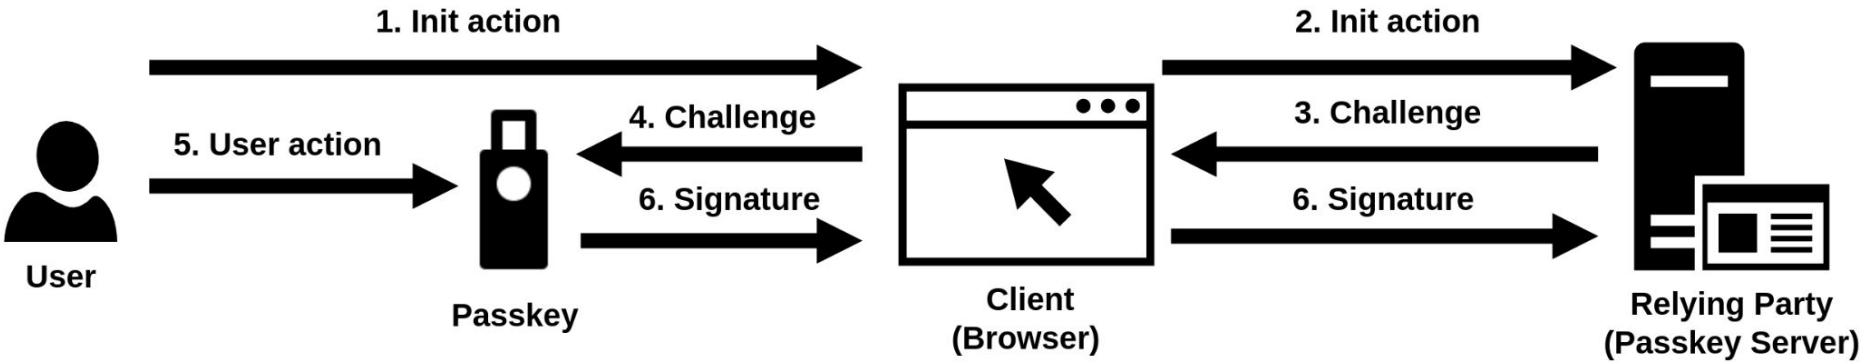 1. Init action
2. Init action
4. Challenge
3. Challenge
5. User action
6. Signature
6. Signature
User
Passkey
Client
(Browser)
Relying Party
(Passkey Server)